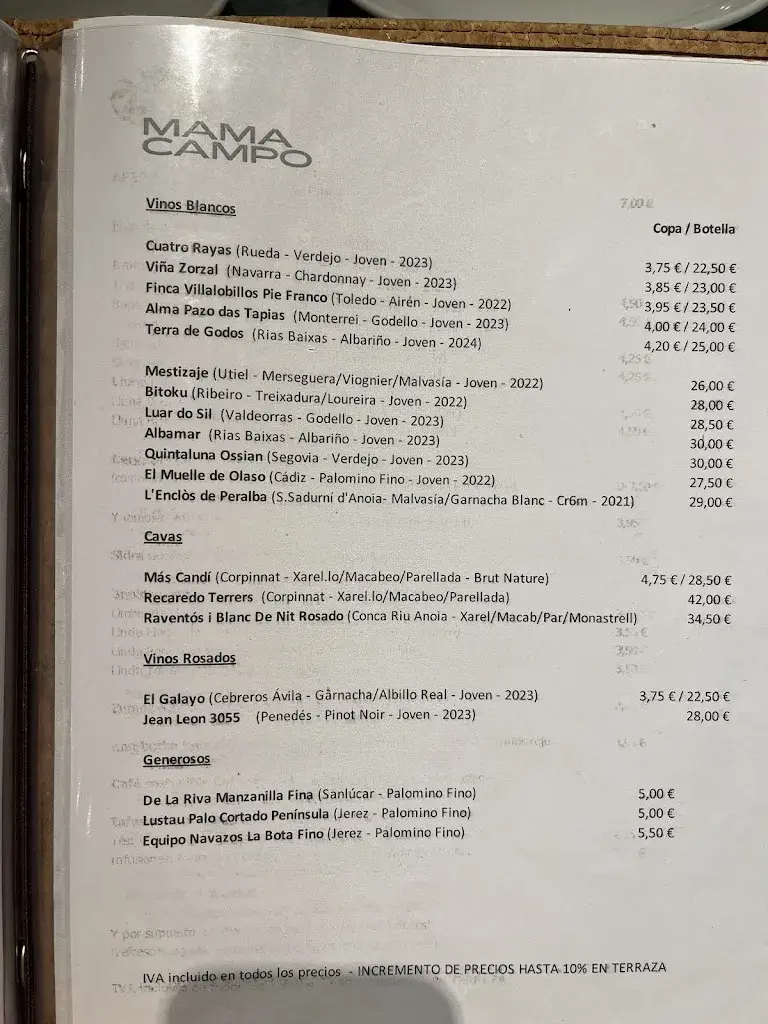 MAMA
CAMPO
Vinos Blancos
Copa / Botella
Cuatro Rayas (Rueda - Verdejo - Joven - 2023) 3,75 € / 22,50 €
Viña Zorzal (Navarra - Chardonnay - Joven - 2023) 3,85 € / 23,00 €
Finca Villalobillos Pie Franco (Toledo - Airén - Joven - 2022) 3,95 € / 23,50 €
Alma Pazo das Tapias (Monterrei - Godello - Joven - 2023) 4,00 € / 24,00 €
Terra de Godos (Rias Baixas - Albariño - Joven - 2024) 4,20 € / 25,00 €
Mestizaje (Utiel - Merseguera/Viognier/Malvasía - Joven - 2022) 26,00 €
Bitoku (Ribeiro - Treixadura/Loureira - Joven - 2022) 28,00 €
Luar do Sil (Valdeorras - Godello - Joven - 2023) 28,50 €
Albamar (Rias Baixas - Albariño - Joven - 2023) 30,00 €
Quintaluna Ossian (Segovia - Verdejo - Joven - 2023) 30,00 €
El Muelle de Olaso (Cádiz - Palomino Fino - Joven - 2022) 27,50 €
L'Enclòs de Peralba (S.Sadurní d'Anoia- Malvasía/Garnacha Blanc - Cr6m - 2021) 29,00 €
Cavas
Más Candí (Corpinnat - Xarel.lo/Macabeo/Parellada - Brut Nature) 4,75 € / 28,50 €
Recaredo Terrers (Corpinnat - Xarel.lo/Macabeo/Parellada) 42,00 €
Raventós i Blanc De Nit Rosado (Conca Riu Anoia - Xarel/Macab/Par/Monastrell) 34,50 €
Vinos Rosados
El Galayo (Cebreros Ávila - Garnacha/Albillo Real - Joven - 2023) 3,75 € / 22,50 €
Jean Leon 3055 (Penedés - Pinot Noir - Joven - 2023) 28,00 €
Generosos
De La Riva Manzanilla Fina (Sanlúcar - Palomino Fino) 5,00 €
Lustau Palo Cortado Península (Jerez - Palomino Fino) 5,00 €
Equipo Navazos La Bota Fino (Jerez - Palomino Fino) 5,50 €
IVA incluido en todos los precios - INCREMENTO DE PRECIOS HASTA 10% EN TERRAZA